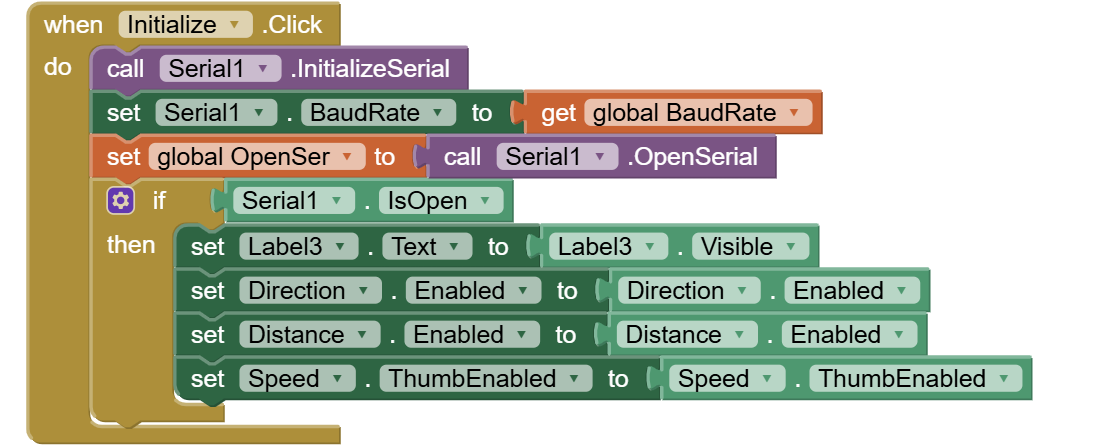 when Initialize .Click
do call Serial1 .InitializeSerial
set Serial1 . BaudRate to get global BaudRate
set global OpenSer to call Serial1 .OpenSerial
if Serial1 . IsOpen
then set Label3 . Text to Label3 . Visible
set Direction . Enabled to Direction . Enabled
set Distance . Enabled to Distance . Enabled
set Speed . ThumbEnabled to Speed . ThumbEnabled